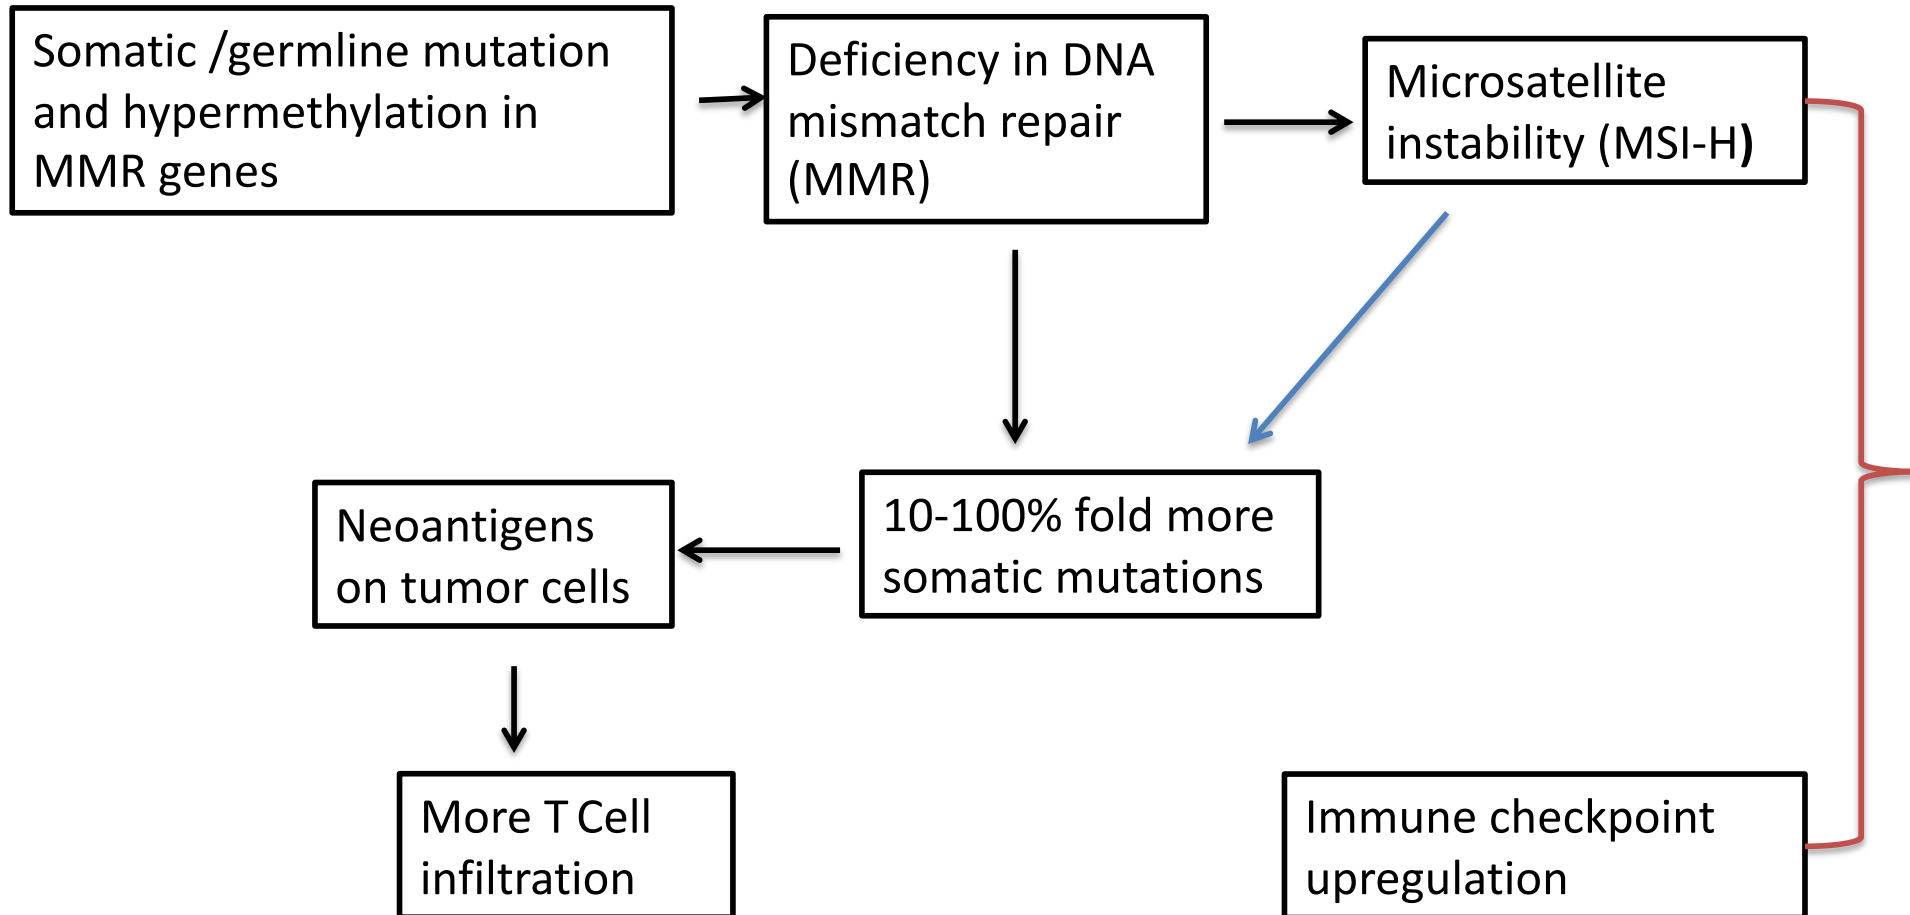 Somatic /germline mutation
and hypermethylation in
MMR genes
Deficiency in DNA
mismatch repair
(MMR)
Microsatellite
instability (MSI-H)
10-100% fold more
somatic mutations
Neoantigens
on tumor cells
More T Cell
infiltration
Immune checkpoint
upregulation